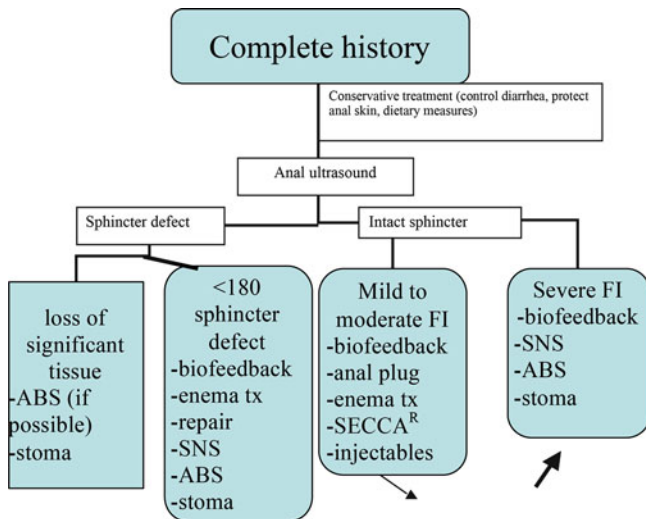 Complete history
Conservative treatment (control diarrhea, protect
anal skin, dietary measures)
Anal ultrasound
Sphincter defect
Intact sphincter
loss of
significant
tissue
-ABS (if
possible)
-stoma
<180
sphincter
defect
-biofeedback
-enema tx
-repair
-SNS
-ABS
-stoma
Mild to
moderate FI
-biofeedback
-anal plug
-enema tx
-SECCA^R
-injectables
Severe FI
-biofeedback
-SNS
-ABS
-stoma